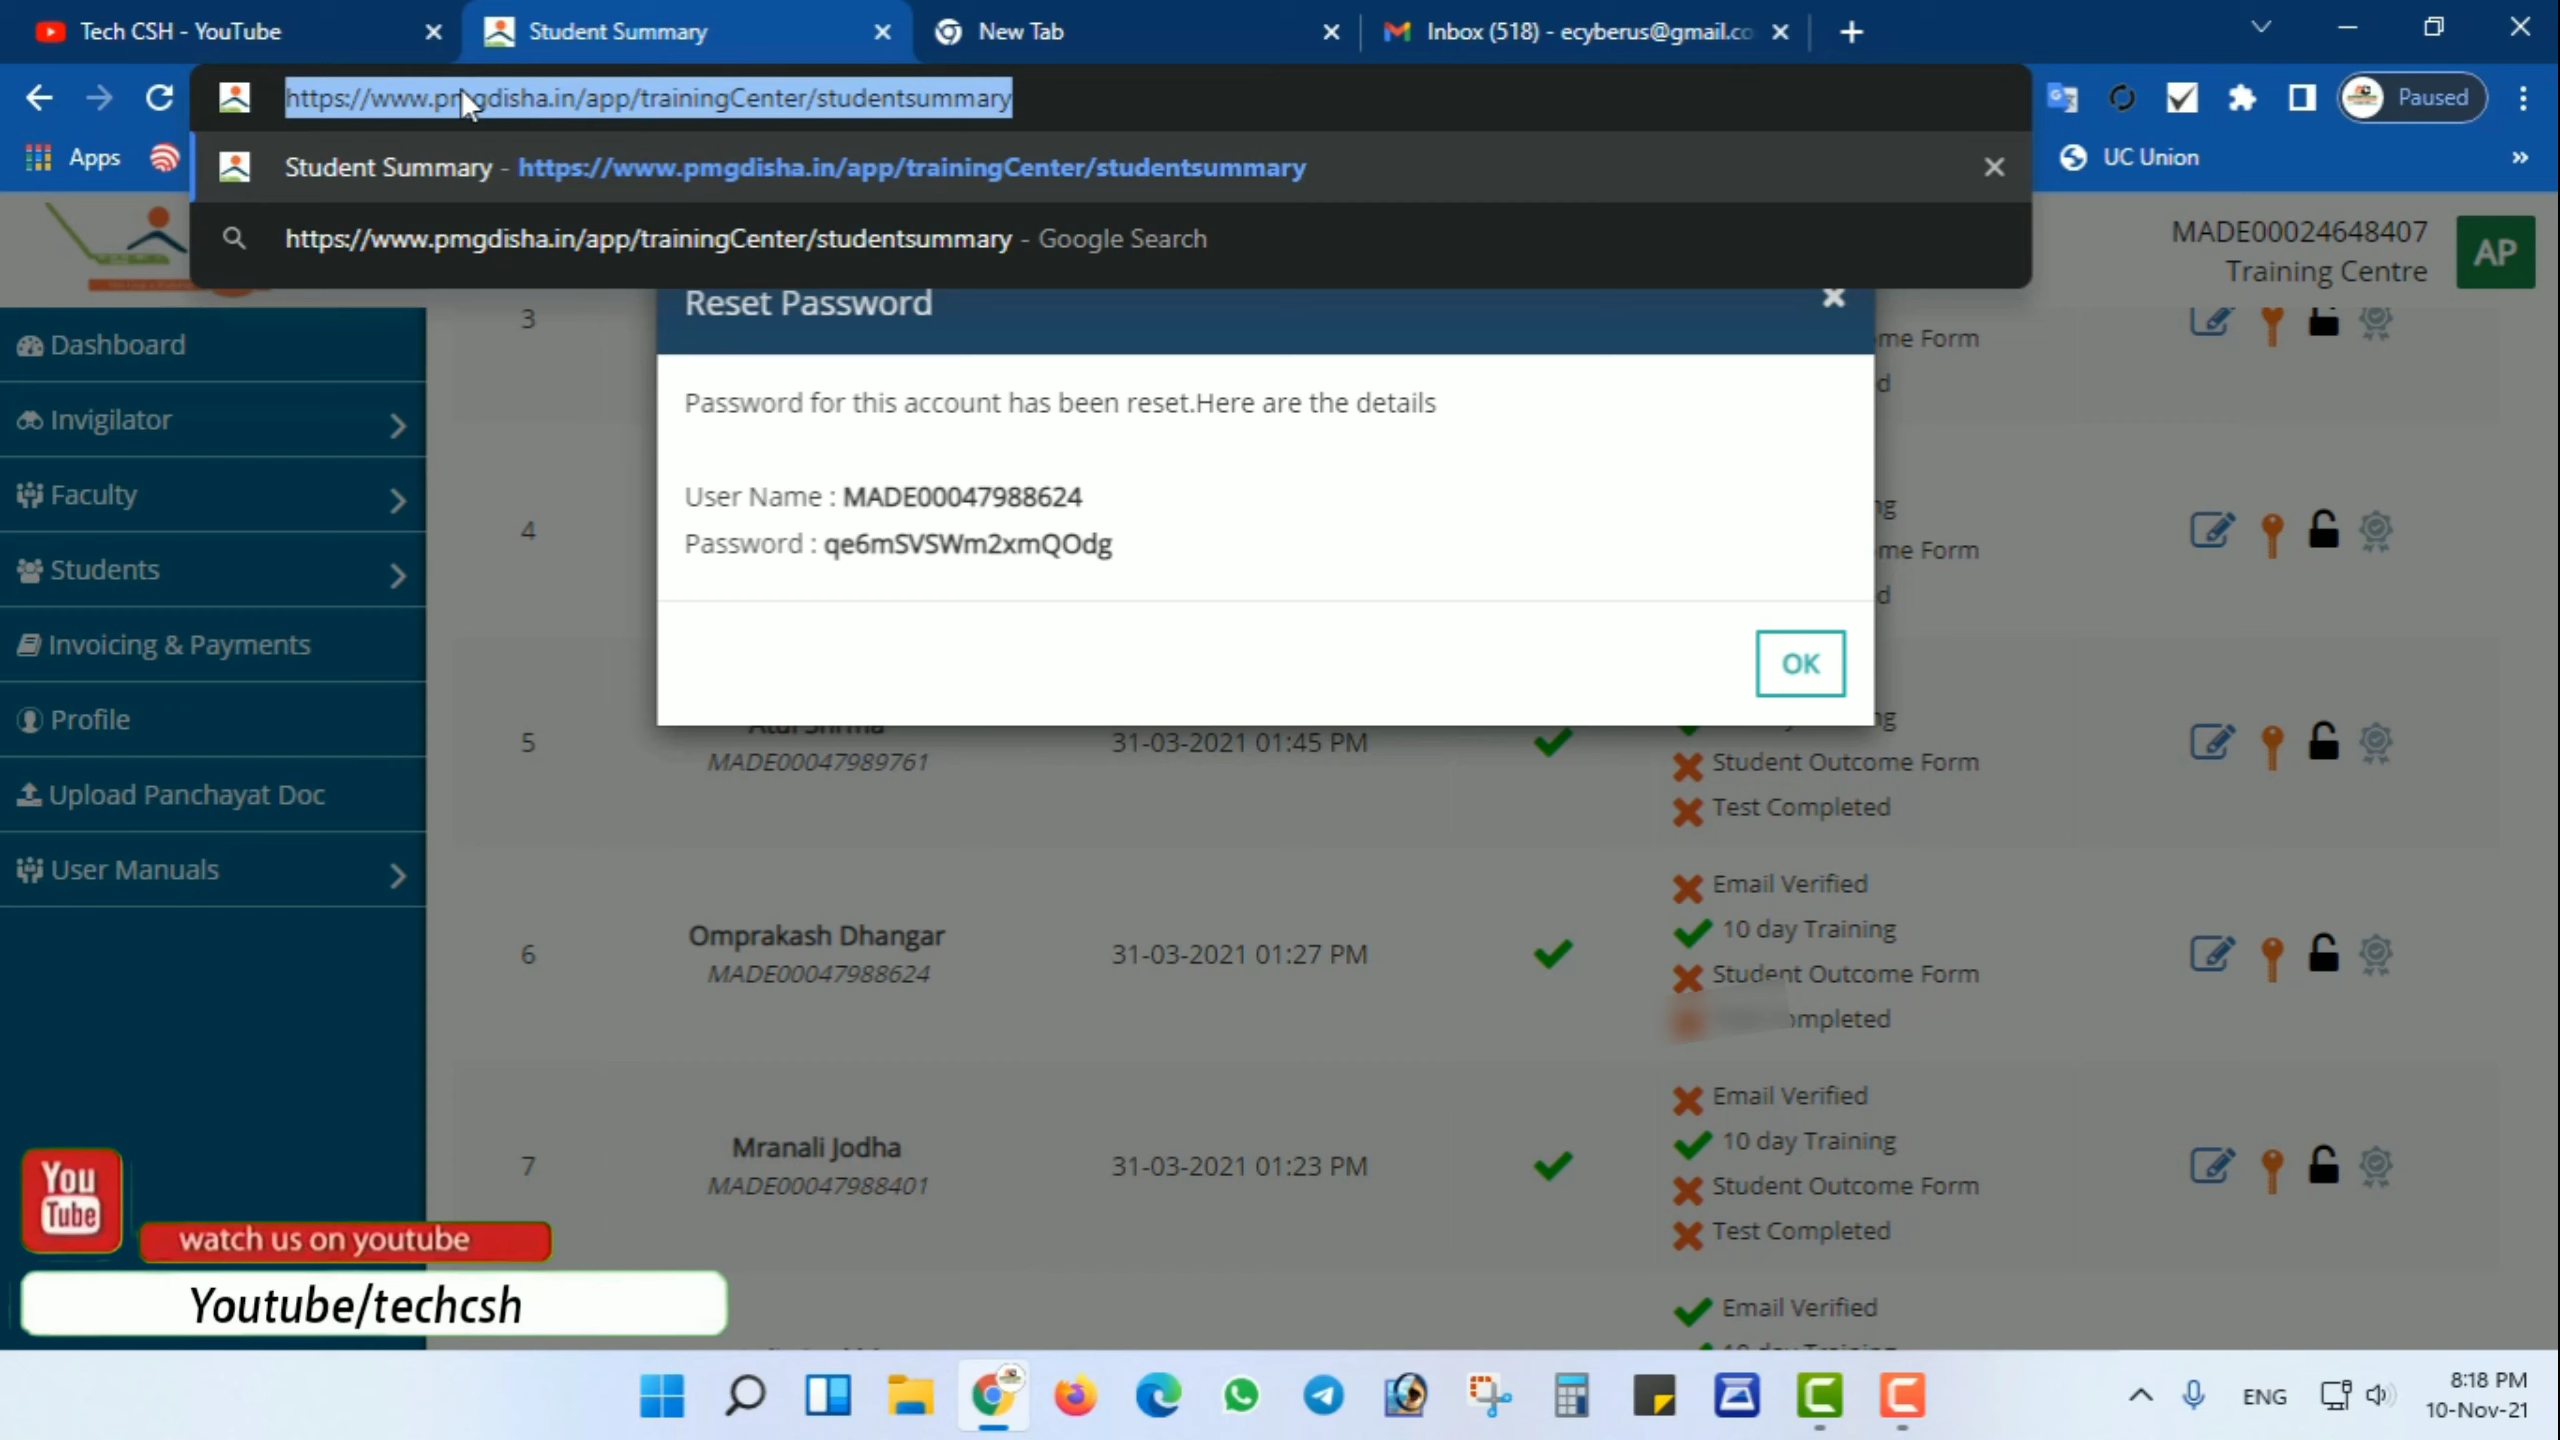 Tech CSH - YouTube
Student Summary
New Tab
Inbox (518) - ecyberus@gmail.co
https://www.pmgdisha.in/app/trainingCenter/studentsummary
Paused
Apps
Student Summary - https://www.pmgdisha.in/app/trainingCenter/studentsummary
UC Union
https://www.pmgdisha.in/app/trainingCenter/studentsummary - Google Search
MADE00024648407
Training Centre
AP
Dashboard
Invigilator
Faculty
Students
Invoicing & Payments
Profile
Upload Panchayat Doc
User Manuals
Reset Password
Password for this account has been reset.Here are the details
User Name : MADE00047988624
Password : qe6mSVSWm2xmQOdg
OK
3
me Form
d
4
ng
me Form
d
5
MADE00047989761
31-03-2021 01:45 PM
ng
Student Outcome Form
Test Completed
6
Omprakash Dhangar
MADE00047988624
31-03-2021 01:27 PM
Email Verified
10 day Training
Student Outcome Form
ompleted
7
Mranali Jodha
MADE00047988401
31-03-2021 01:23 PM
Email Verified
10 day Training
Student Outcome Form
Test Completed
Email Verified
You
Tube
watch us on youtube
Youtube/techcsh
ENG
8:18 PM
10-Nov-21